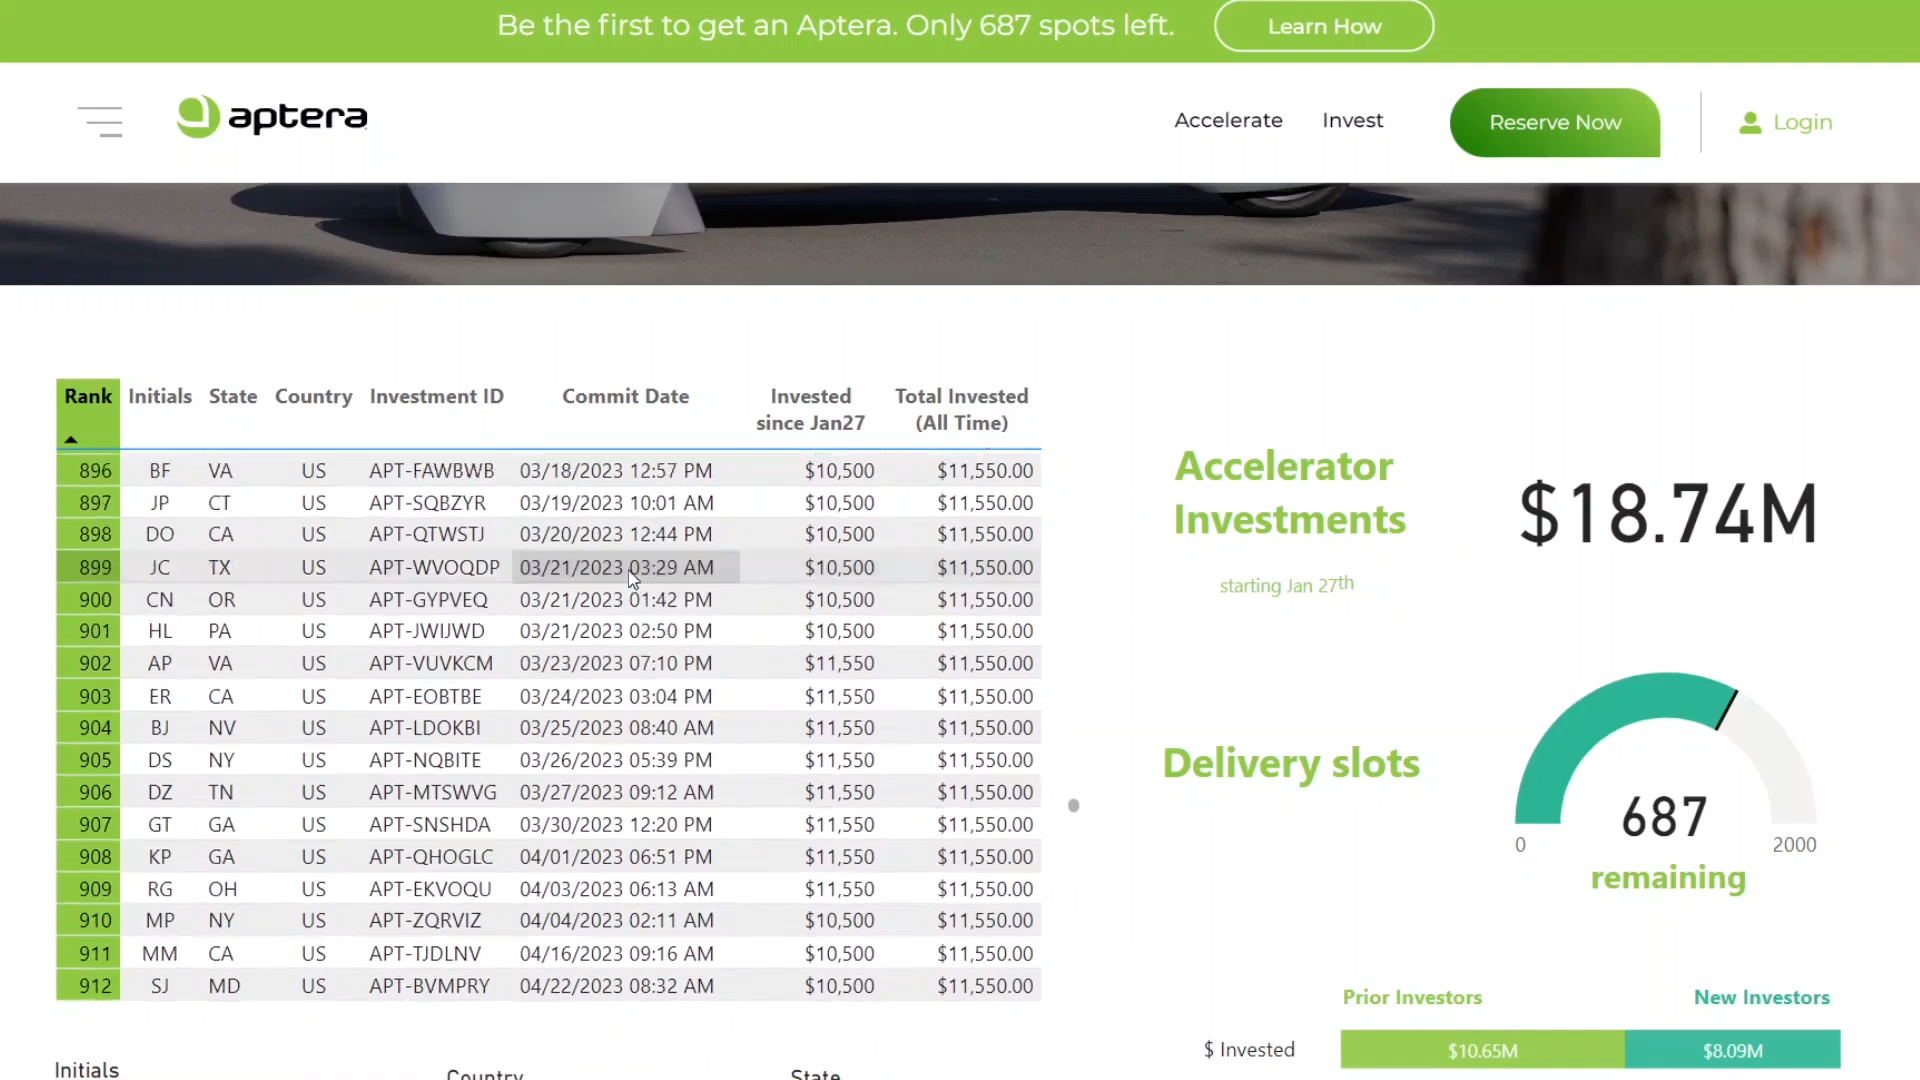 Be the first to get an Aptera. Only 687 spots left.
Learn How
aptera
Accelerate
Invest
Reserve Now
Login
Rank Initials State Country Investment ID Commit Date Invested since Jan27 Total Invested (All Time)
896 BF VA US APT-FAWBWB 03/18/2023 12:57 PM $10,500 $11,550.00
897 JP CT US APT-SQBZYR 03/19/2023 10:01 AM $10,500 $11,550.00
898 DO CA US APT-QTWSTJ 03/20/2023 12:44 PM $10,500 $11,550.00
899 JC TX US APT-WVOQDP 03/21/2023 03:29 AM $10,500 $11,550.00
900 CN OR US APT-GYPVEQ 03/21/2023 01:42 PM $10,500 $11,550.00
901 HL PA US APT-JWIJWD 03/21/2023 02:50 PM $10,500 $11,550.00
902 AP VA US APT-VUVKCM 03/23/2023 07:10 PM $11,550 $11,550.00
903 ER CA US APT-EOBTBE 03/24/2023 03:04 PM $11,550 $11,550.00
904 BJ NV US APT-LDOKBI 03/25/2023 08:40 AM $11,550 $11,550.00
905 DS NY US APT-NQBITE 03/26/2023 05:39 PM $11,550 $11,550.00
906 DZ TN US APT-MTSWVG 03/27/2023 09:12 AM $11,550 $11,550.00
907 GT GA US APT-SNSHDA 03/30/2023 12:20 PM $11,550 $11,550.00
908 KP GA US APT-QHOGLC 04/01/2023 06:51 PM $11,550 $11,550.00
909 RG OH US APT-EKVOQU 04/03/2023 06:13 AM $11,550 $11,550.00
910 MP NY US APT-ZQRVIZ 04/04/2023 02:11 AM $10,500 $11,550.00
911 MM CA US APT-TJDLNV 04/16/2023 09:16 AM $10,500 $11,550.00
912 SJ MD US APT-BVMPRY 04/22/2023 08:32 AM $10,500 $11,550.00
Initials
Country
State
Accelerator
Investments
starting Jan 27th
$18.74M
Delivery slots
687
0
2000
remaining
Prior Investors
New Investors
$ Invested
$10.65M
$8.09M